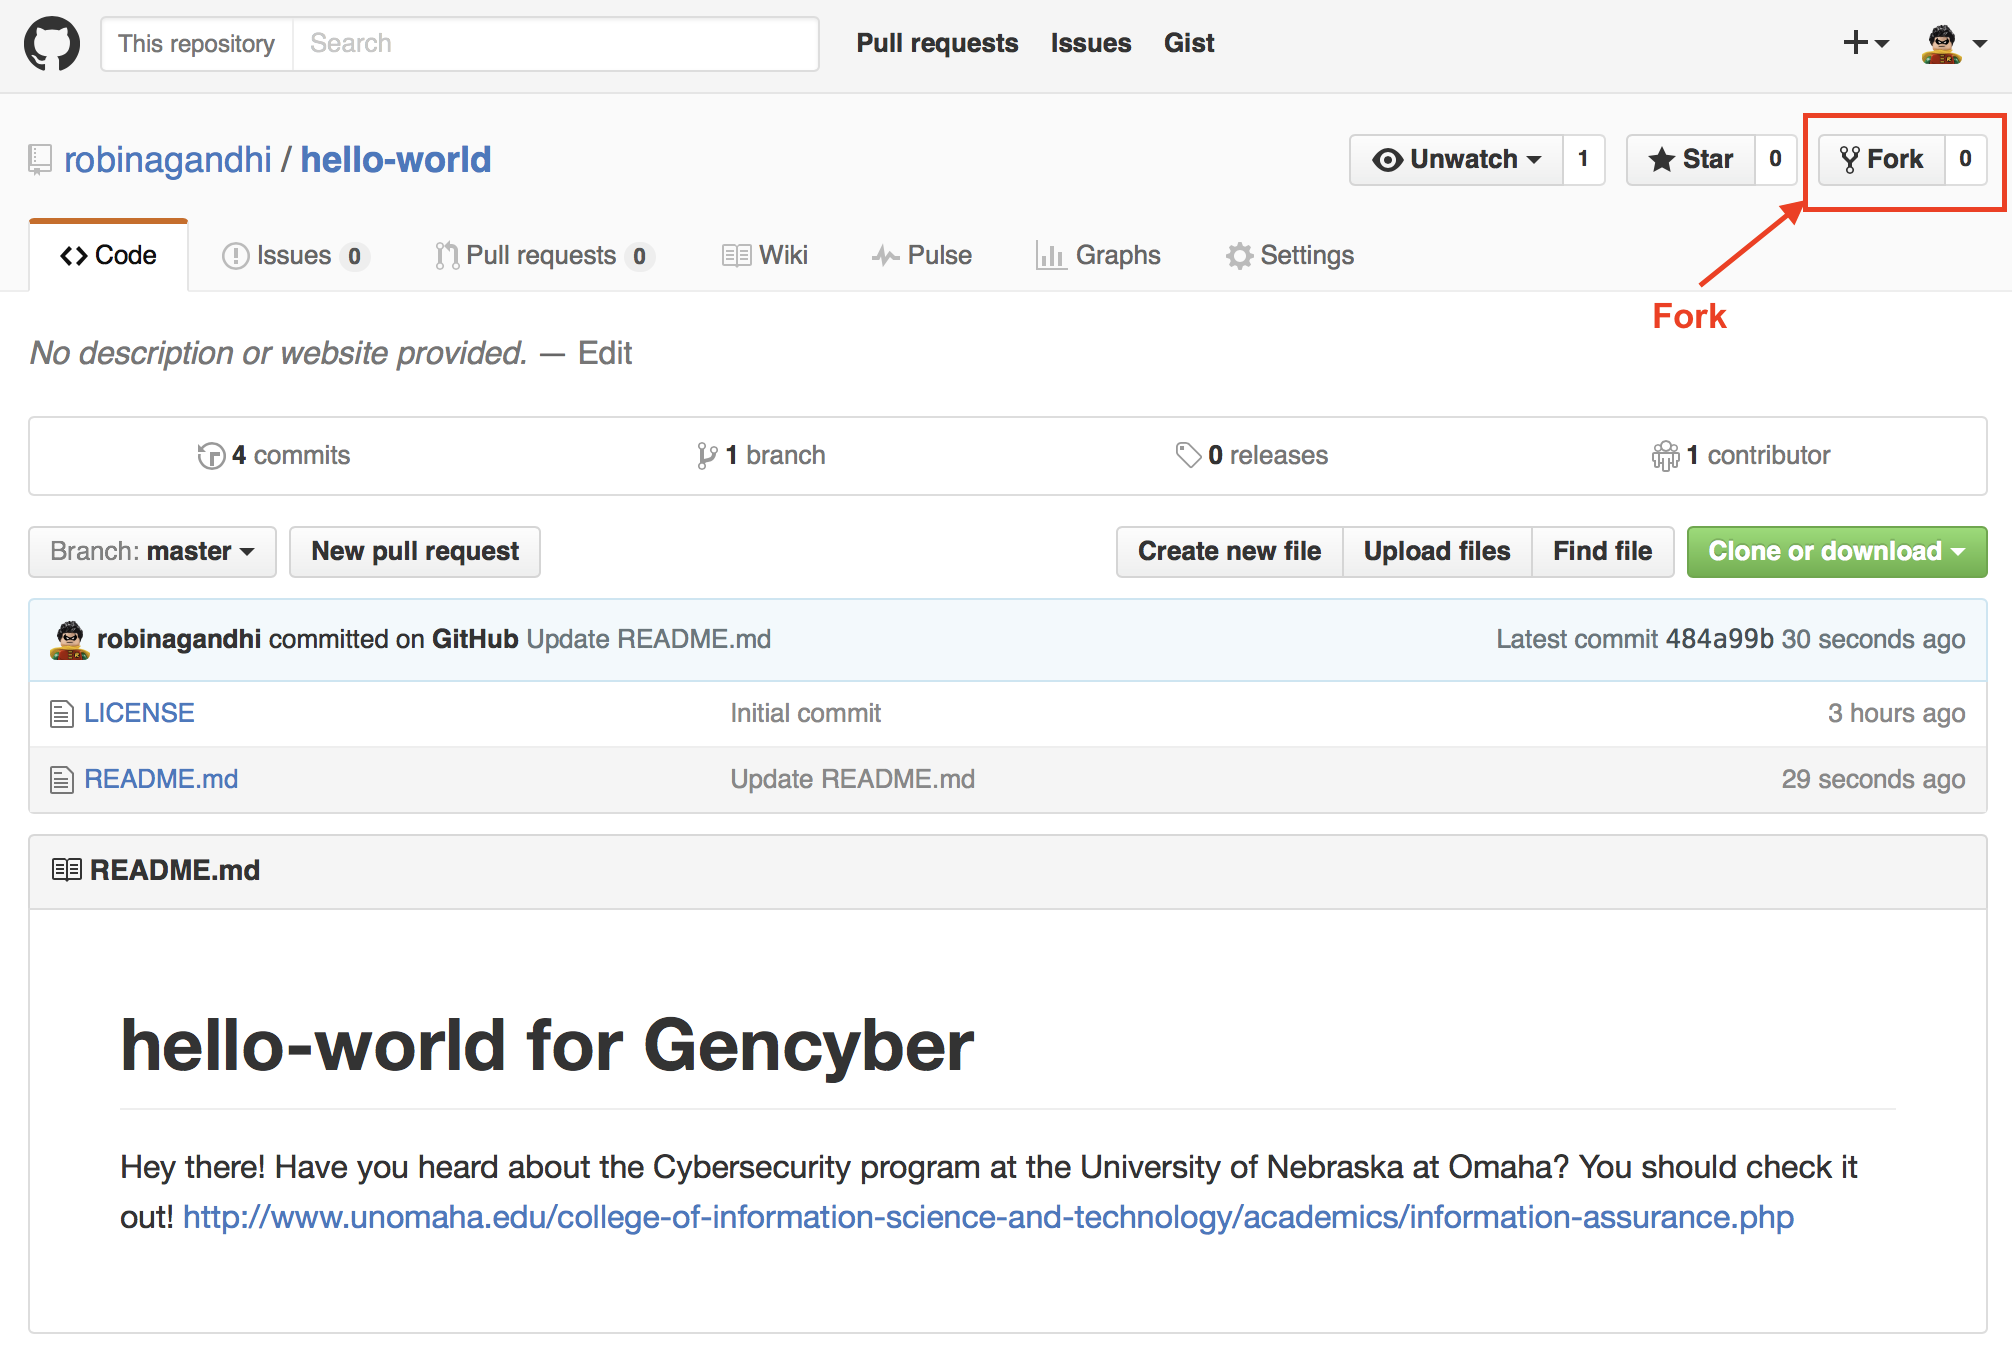 This repository Search Pull requests Issues Gist
robinagandhi / hello-world Unwatch 1 Star 0 Fork 0
Code Issues 0 Pull requests 0 Wiki Pulse Graphs Settings
Fork
No description or website provided. — Edit
4 commits 1 branch 0 releases 1 contributor
Branch: master New pull request Create new file Upload files Find file Clone or download
robinagandhi committed on GitHub Update README.md Latest commit 484a99b 30 seconds ago
LICENSE Initial commit 3 hours ago
README.md Update README.md 29 seconds ago
README.md
hello-world for Gencyber
Hey there! Have you heard about the Cybersecurity program at the University of Nebraska at Omaha? You should check it
out! http://www.unomaha.edu/college-of-information-science-and-technology/academics/information-assurance.php